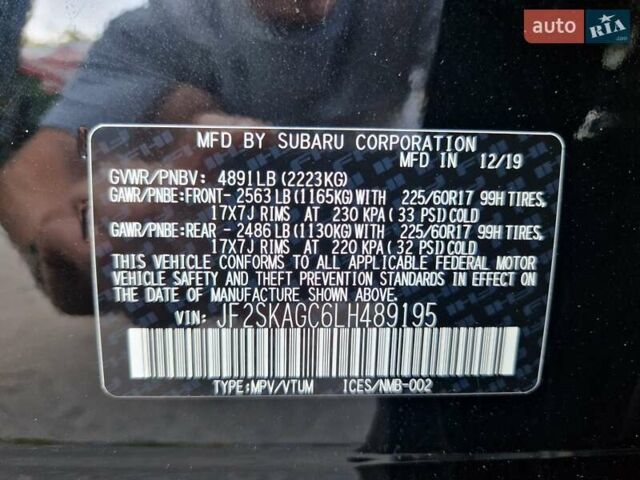 auto RIA
.com
MFD BY SUBARU CORPORATION
MFD IN 12/19
GVWR/PNBV: 4891LB (2223KG)
GAWR/PNBE:FRONT- 2563LB (1165KG)WITH 225/60R17 99H TIRES,
17X7J RIMS AT 230 KPA (33 PSI)COLD
GAWR/PNBE:REAR - 2486LB (1130KG)WITH 225/60R17 99H TIRES,
17X7J RIMS AT 220 KPA (32 PSI)COLD
THIS VEHICLE CONFORMS TO ALL APPLICABLE FEDERAL MOTOR
VEHICLE SAFETY AND THEFT PREVENTION STANDARDS IN EFFECT ON
THE DATE OF MANUFACTURE SHOWN ABOVE.
VIN: JF2SKAGC6LH489195
TYPE:MPV/VTUM ICES/NMB-002